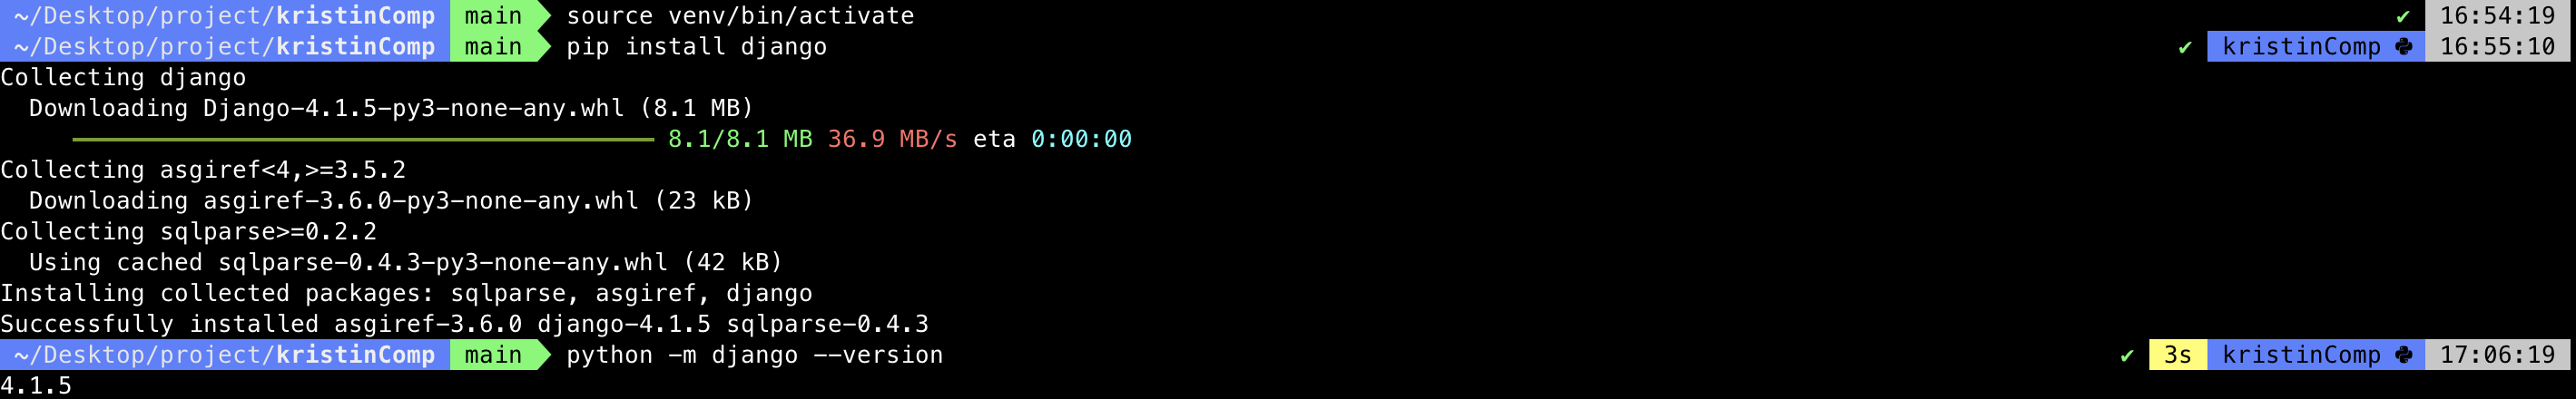 ~/Desktop/project/kristinComp main source venv/bin/activate ✔ 16:54:19
~/Desktop/project/kristinComp main pip install django ✔ kristinComp 16:55:10
Collecting django
  Downloading Django-4.1.5-py3-none-any.whl (8.1 MB)
8.1/8.1 MB 36.9 MB/s eta 0:00:00
Collecting asgiref<4,>=3.5.2
  Downloading asgiref-3.6.0-py3-none-any.whl (23 kB)
Collecting sqlparse>=0.2.2
  Using cached sqlparse-0.4.3-py3-none-any.whl (42 kB)
Installing collected packages: sqlparse, asgiref, django
Successfully installed asgiref-3.6.0 django-4.1.5 sqlparse-0.4.3
~/Desktop/project/kristinComp main python -m django --version ✔ 3s kristinComp 17:06:19
4.1.5